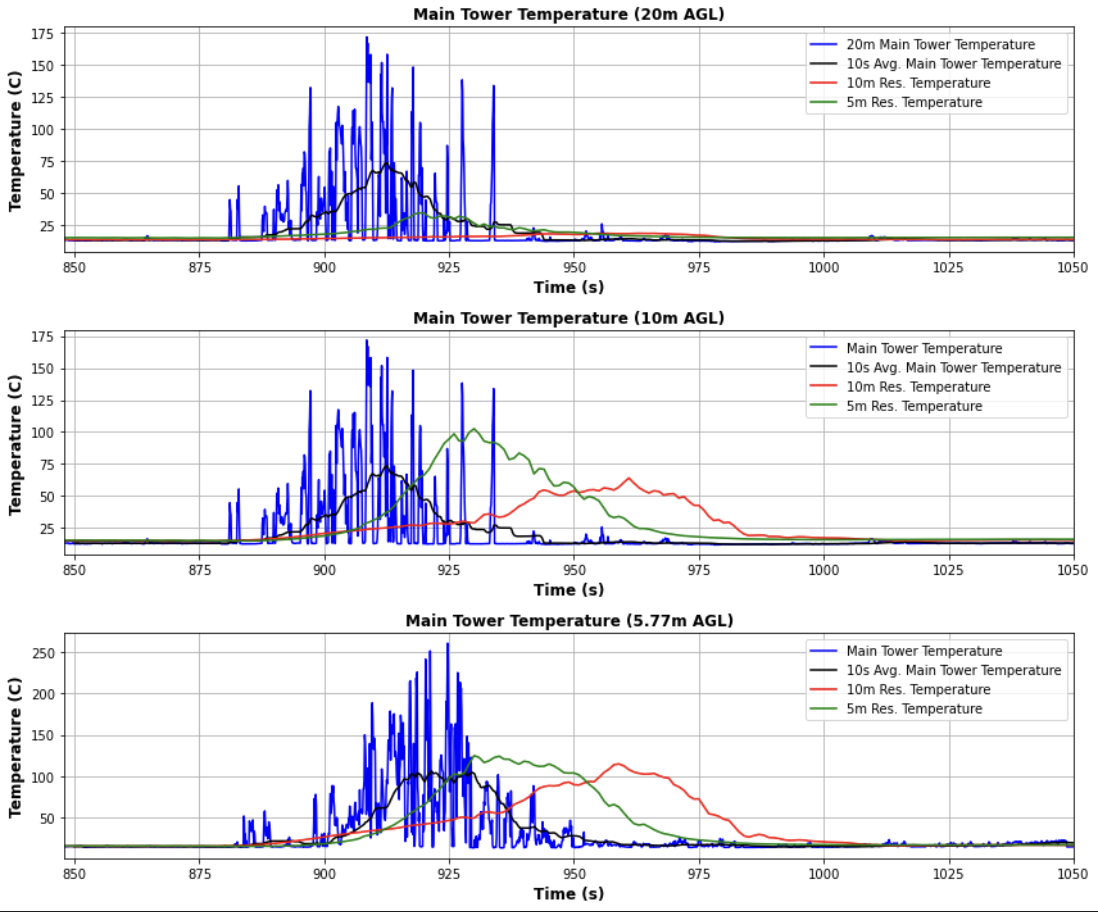 Main Tower Temperature (20m AGL)
Temperature (C)
175
150
125
100
75
50
25
20m Main Tower Temperature
10s Avg. Main Tower Temperature
10m Res. Temperature
5m Res. Temperature
850 875 900 925 950 975 1000 1025 1050
Time (s)
Main Tower Temperature (10m AGL)
Temperature (C)
175
150
125
100
75
50
25
Main Tower Temperature
10s Avg. Main Tower Temperature
10m Res. Temperature
5m Res. Temperature
850 875 900 925 950 975 1000 1025 1050
Time (s)
Main Tower Temperature (5.77m AGL)
Temperature (C)
250
200
150
100
50
Main Tower Temperature
10s Avg. Main Tower Temperature
10m Res. Temperature
5m Res. Temperature
850 875 900 925 950 975 1000 1025 1050
Time (s)